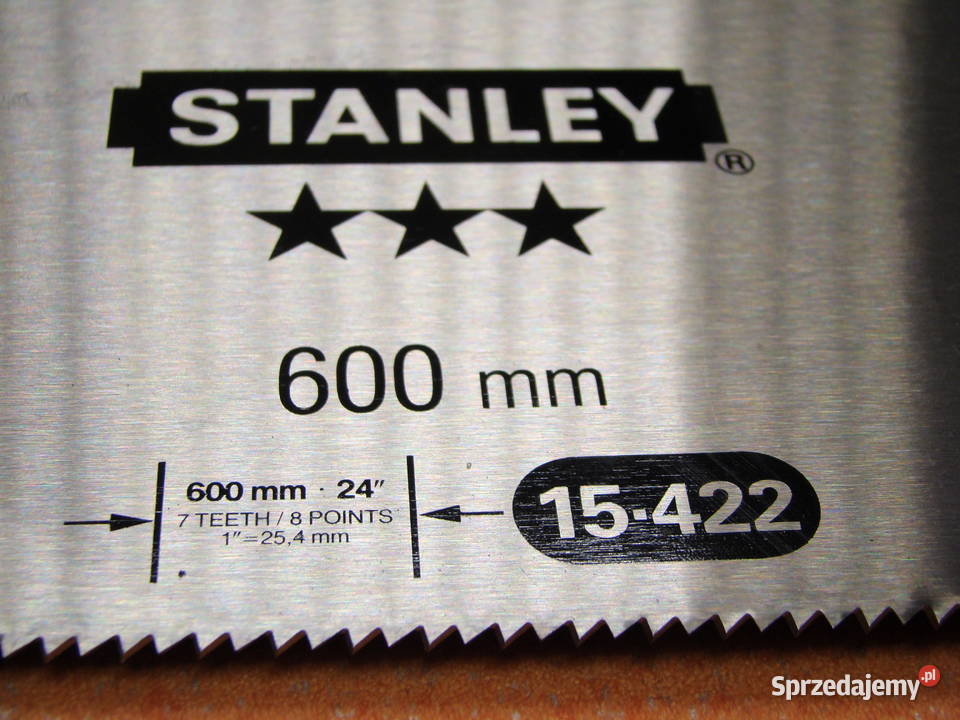 STANLEY
®
600 mm
600 mm · 24"
7 TEETH / 8 POINTS
1"=25,4 mm
15-422
Sprzedajemy.pl